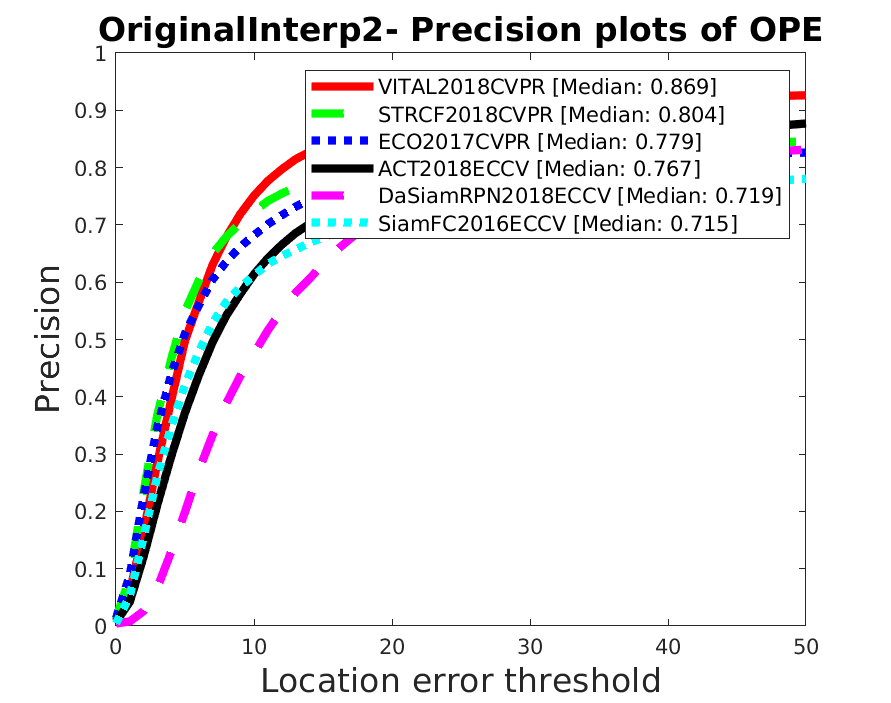 OriginalInterp2- Precision plots of OPE
1
0.9
0.8
0.7
0.6
0.5
0.4
0.3
0.2
0.1
0
Precision
VITAL2018CVPR [Median: 0.869]
STRCF2018CVPR [Median: 0.804]
ECO2017CVPR [Median: 0.779]
ACT2018ECCV [Median: 0.767]
DaSiamRPN2018ECCV [Median: 0.719]
SiamFC2016ECCV [Median: 0.715]
0 10 20 30 40 50
Location error threshold